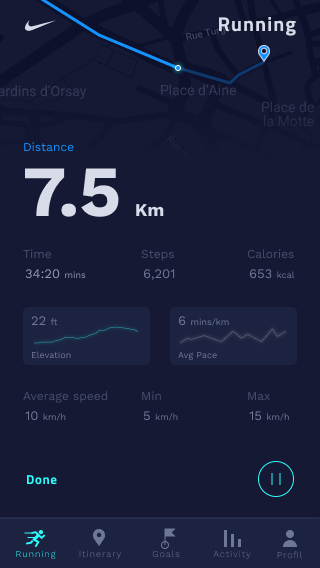 Running
Rue Turg
ardins d'Orsay
Place d'Aine
Place de
la Motte
Distance
7.5 Km
Time Steps Calories
34:20 mins 6,201 653 kcal
22 ft 6 mins/km
Elevation Avg Pace
Average speed Min Max
10 km/h 5 km/h 15 km/h
Done
Running Itinerary Goals Activity Profil